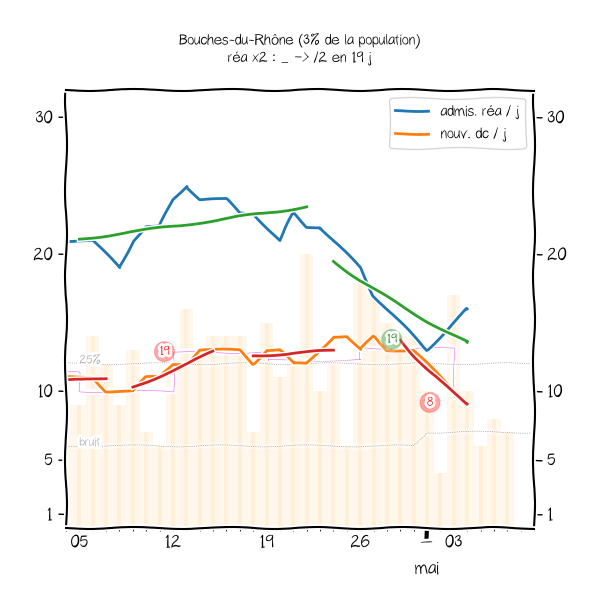 Bouches-du-Rhône (3% de la population)
réa x2 : _ -> /2 en 19 j
admis. réa / j
nouv. dc / j
30
30
20
20
19
19
25%
10
10
8
bruit
5
5
1
1
05 12 19 26 _ 03
mai